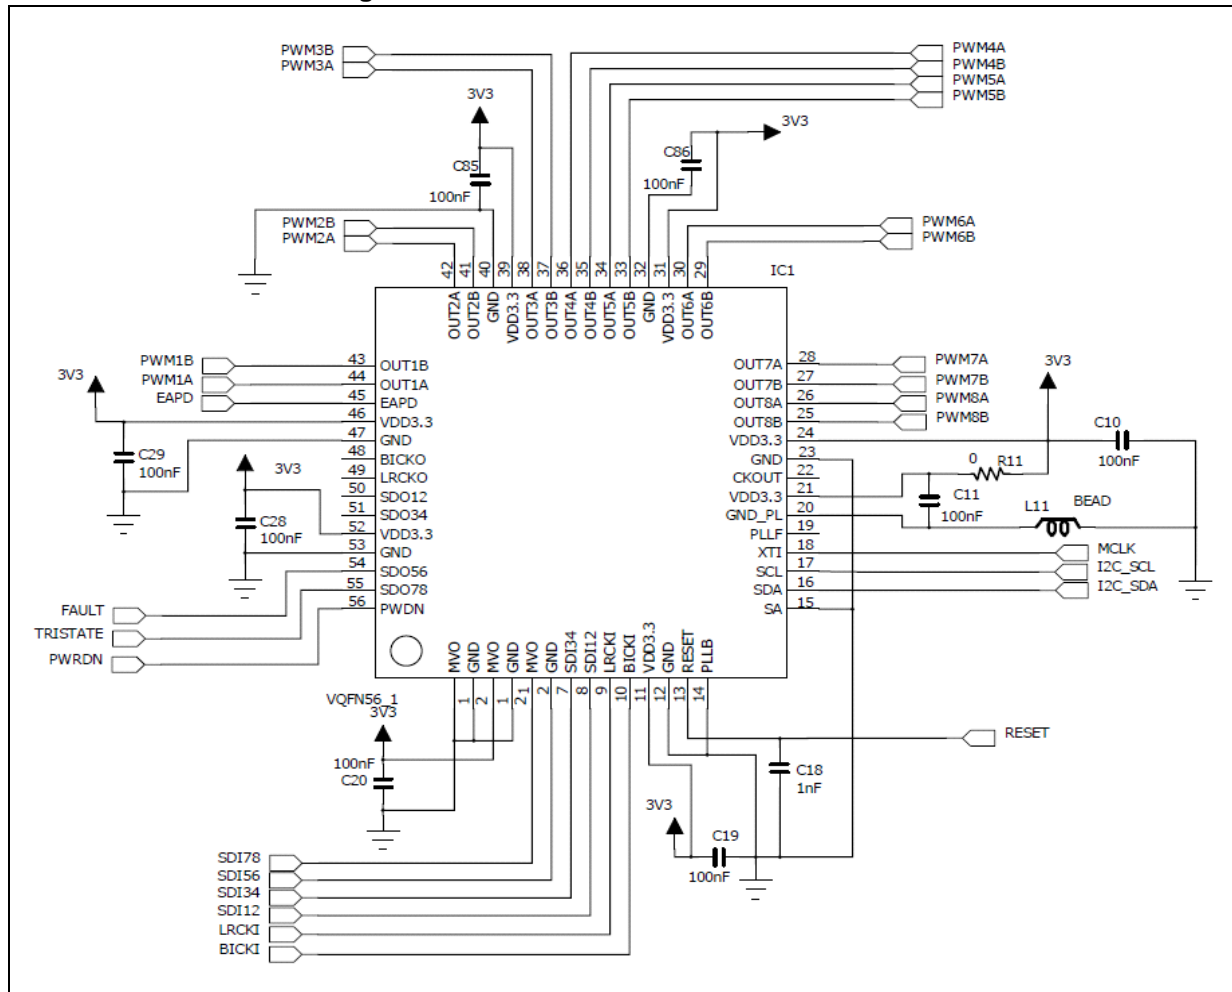 PWM3B
PWM3A
PWM4A
PWM4B
PWM5A
PWM5B
3V3
3V3
C85
100nF
C86
100nF
PWM2B
PWM2A
PWM6A
PWM6B
42 41 40 39 38 37 36 35 34 33 32 31 30 29
IC1
OUT2A OUT2B GND VDD3.3 OUT3A OUT3B OUT4A OUT4B OUT5A OUT5B GND VDD3.3 OUT6A OUT6B
PWM1B
PWM1A
EAPD
3V3
43 OUT1B
44 OUT1A
45 EAPD
46 VDD3.3
47 GND
48 BICKO
49 LRCKO
50 SDO12
51 SDO34
52 VDD3.3
53 GND
54 SDO56
55 SDO78
56 PWDN
C29
100nF
3V3
C28
100nF
FAULT
TRISTATE
PWRDN
OUT7A 28
OUT7B 27
OUT8A 26
OUT8B 25
VDD3.3 24
GND 23
CKOUT 22
VDD3.3 21
GND_PL 20
PLLF 19
XTI 18
SCL 17
SDA 16
SA 15
PWM7A
PWM7B
PWM8A
PWM8B
3V3
C10
100nF
0 R11
C11
100nF
L11 BEAD
MCLK
I2C_SCL
I2C_SDA
MVO GND MVO GND MVO GND SDI34 SDI12 LRCKI BICKI VDD3.3 GND RESET PLLB
1 2 1 2 1 2 7 8 9 10 11 12 13 14
VQFN56_1
3V3
100nF
C20
RESET
C18
1nF
3V3
C19
100nF
SDI78
SDI56
SDI34
SDI12
LRCKI
BICKI